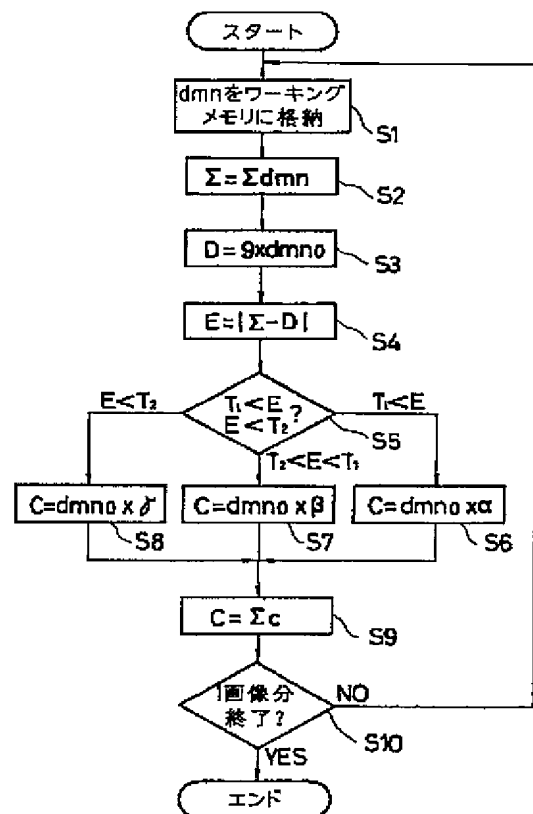 スタート
dmnをワーキング
メモリに格納
S1
Σ=Σdmn
S2
D=9xdmno
S3
E=|Σ-D|
S4
E<T₂
T₁<E
E<T₂?
T₁<E
S5
T₂<E<T₁
C=dmno x γ
C=dmno x β
C=dmno xα
S8
S7
S6
C=Σc
S9
1画像分
終了?
NO
S10
YES
エンド